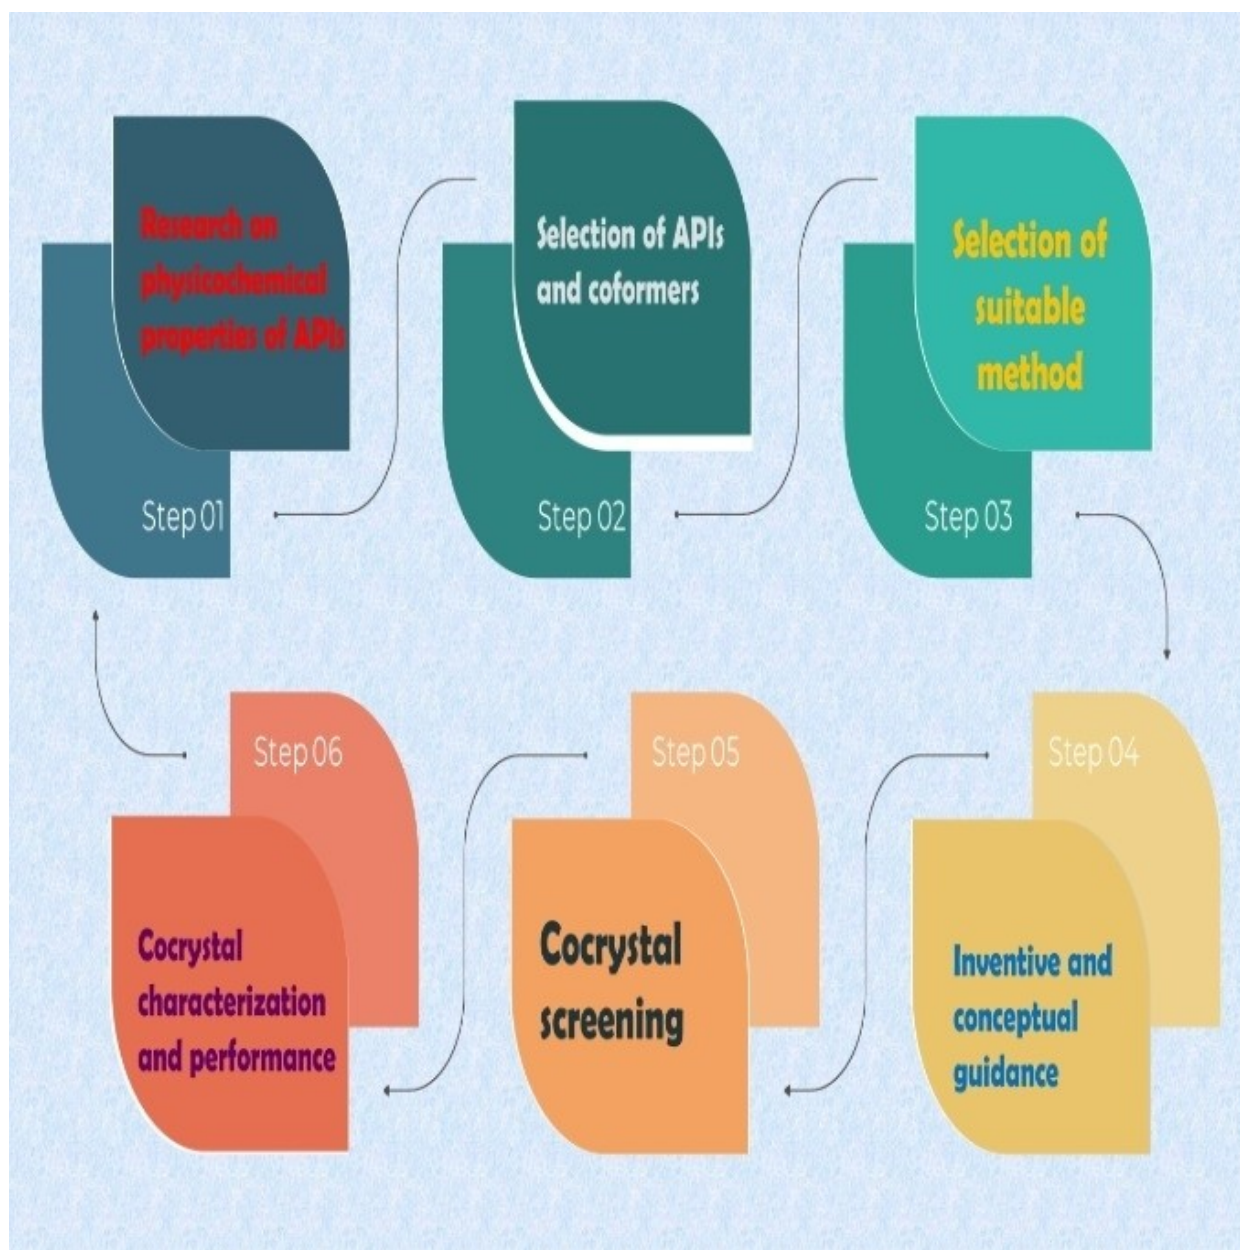 Research on
physicochemical
properties of APIs
Step 01
Selection of APIs
and coformers
Step 02
Selection of
suitable
method
Step 03
Step 04
Inventive and
conceptual
guidance
Step 05
Cocrystal
screening
Step 06
Cocrystal
characterization
and performance